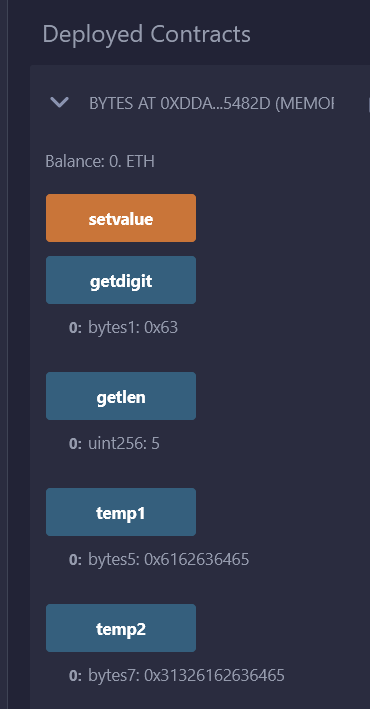 Deployed Contracts
BYTES AT 0XDDA...5482D (MEMOR
Balance: 0. ETH
setvalue
getdigit
0: bytes1: 0x63
getlen
0: uint256: 5
temp1
0: bytes5: 0x6162636465
temp2
0: bytes7: 0x31326162636465